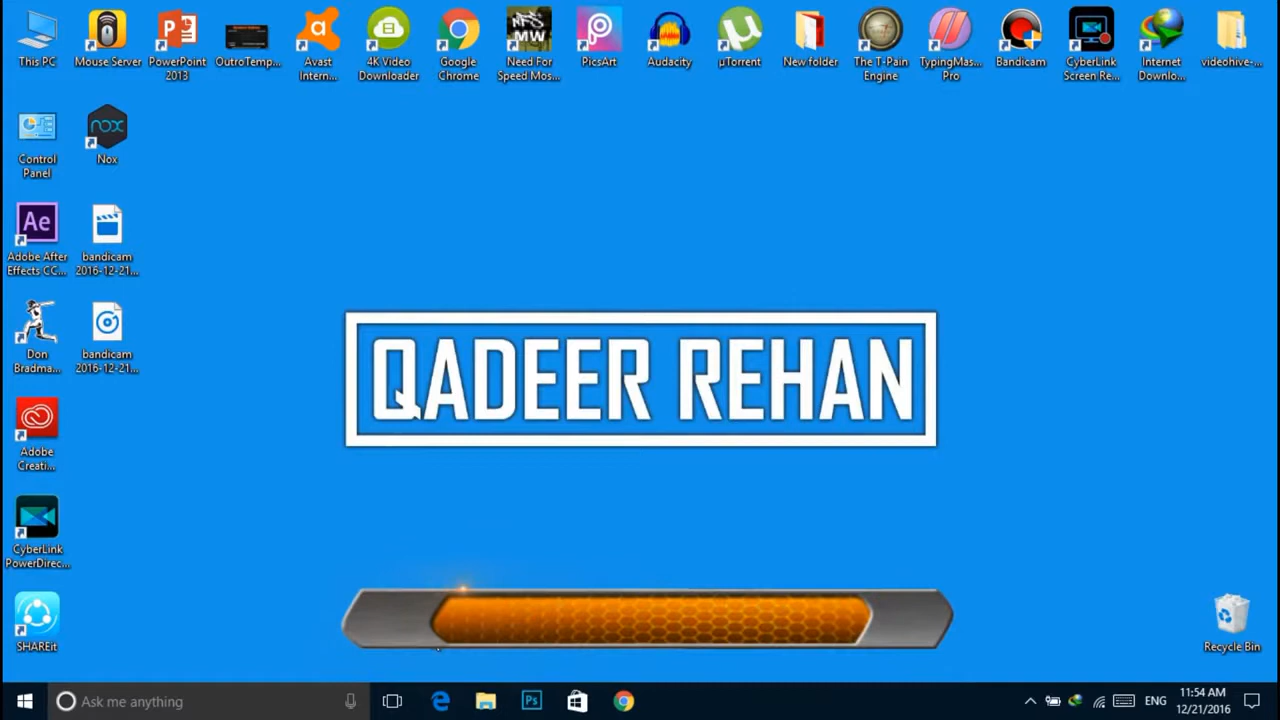 This PC
Mouse Server
PowerPoint
2013
OutroTemp...
Avast
Intern...
4K Video
Downloader
Google
Chrome
Need For
Speed Mos...
PicsArt
Audacity
µTorrent
New folder
The T-Pain
Engine
TypingMas...
Pro
Bandicam
CyberLink
Screen Re...
Internet
Downlo...
videohive-...
Control
Panel
nox
Nox
Ae
Adobe After
Effects CC...
bandicam
2016-12-21...
Don
Bradma...
bandicam
2016-12-21...
QADEER REHAN
Adobe
Creati...
CyberLink
PowerDirec...
SHAREit
Recycle Bin
Ask me anything
Ps
ENG
11:54 AM
12/21/2016